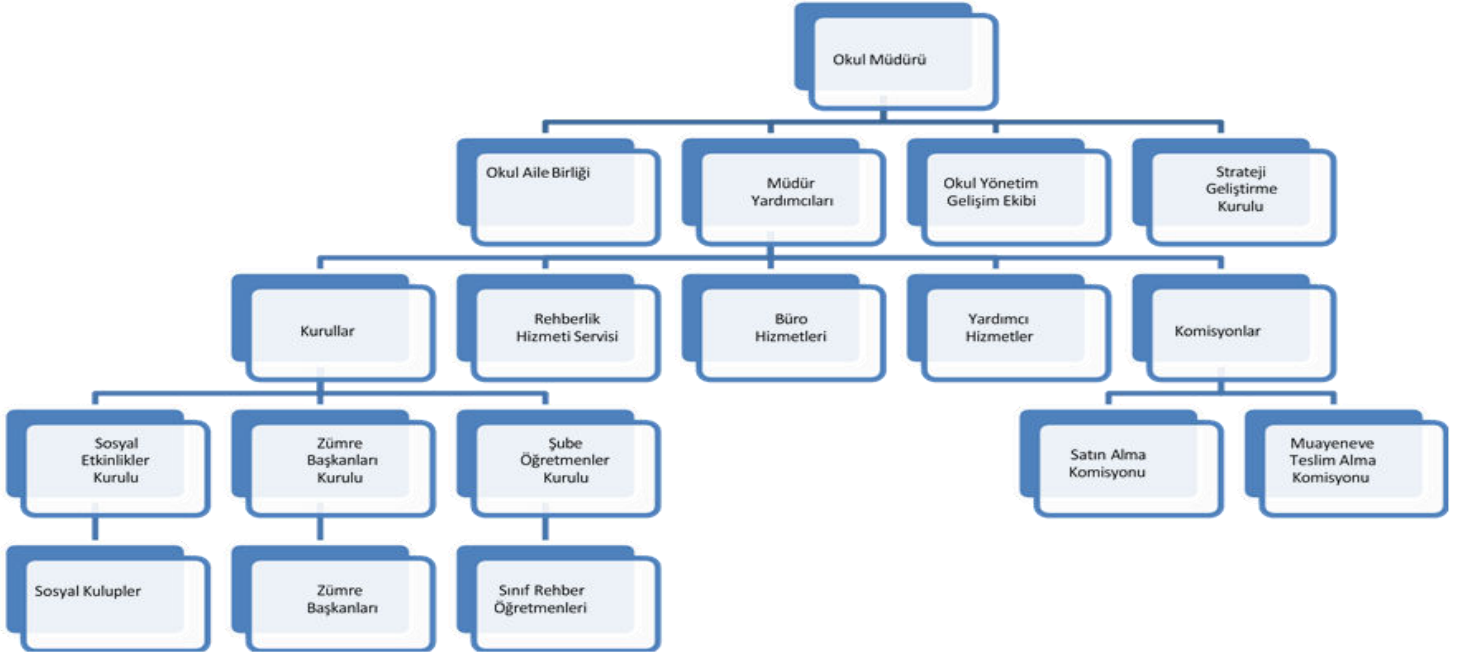 Okul Müdürü
Okul Aile Birliği
Müdür
Yardımcıları
Okul Yönetim
Gelişim Ekibi
Strateji
Geliştirme
Kurulu
Kurullar
Rehberlik
Hizmeti Servisi
Büro
Hizmetleri
Yardımcı
Hizmetler
Komisyonlar
Sosyal
Etkinlikler
Kurulu
Zümre
Başkanları
Kurulu
Şube
Öğretmenler
Kurulu
Satın Alma
Komisyonu
Muayeneve
Teslim Alma
Komisyonu
Sosyal Kulupler
Zümre
Başkanları
Sınıf Rehber
Öğretmenleri